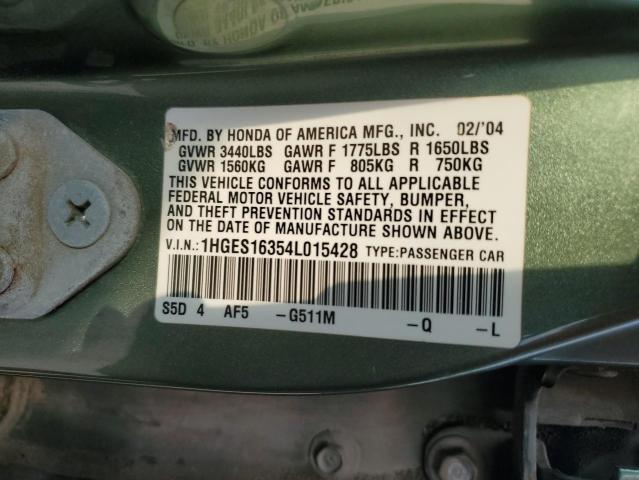 MFD. BY HONDA OF AMERICA MFG., INC. 02/'04
GVWR 3440LBS GAWR F 1775LBS R 1650LBS
GVWR 1560KG GAWR F 805KG R 750KG
THIS VEHICLE CONFORMS TO ALL APPLICABLE
FEDERAL MOTOR VEHICLE SAFETY, BUMPER,
AND THEFT PREVENTION STANDARDS IN EFFECT ON
THE DATE OF MANUFACTURE SHOWN ABOVE.
V.I.N.: 1HGES16354L015428 TYPE:PASSENGER CAR
S5D 4 AF5 -G511M -Q -L